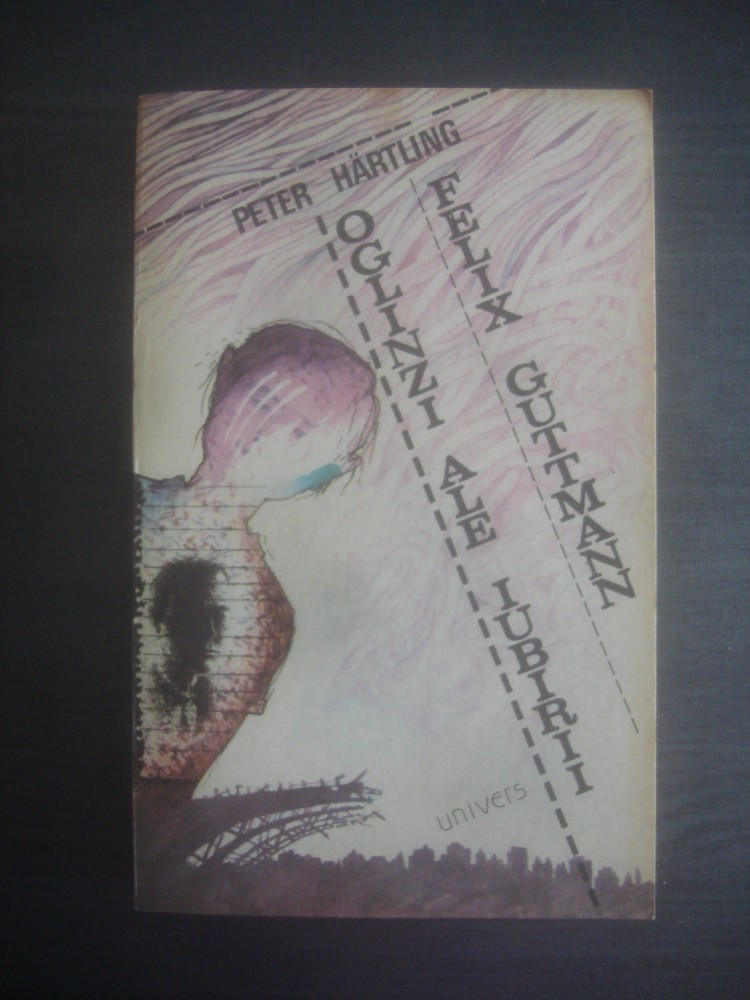 PETER HÄRTLING
OGLINZI ALE IUBIRII
FELIX GUTTMANN
univers